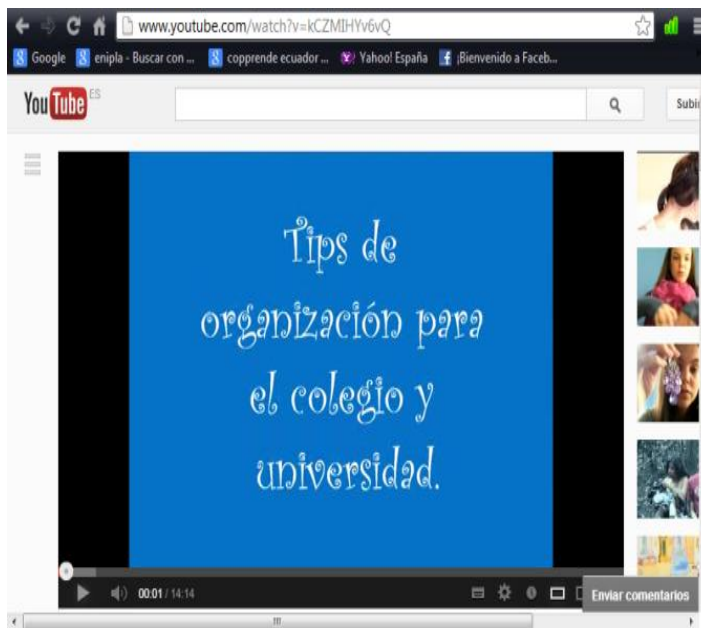 www.youtube.com/watch?v=kCZMIHYv6vQ
Google enipla - Buscar con ... copprende ecuador ... Yahoo! España ¡Bienvenido a Faceb...
YouTube ES
Subi
Tips de
organización para
el colegio y
universidad.
00:01 / 14:14
Enviar comentarios